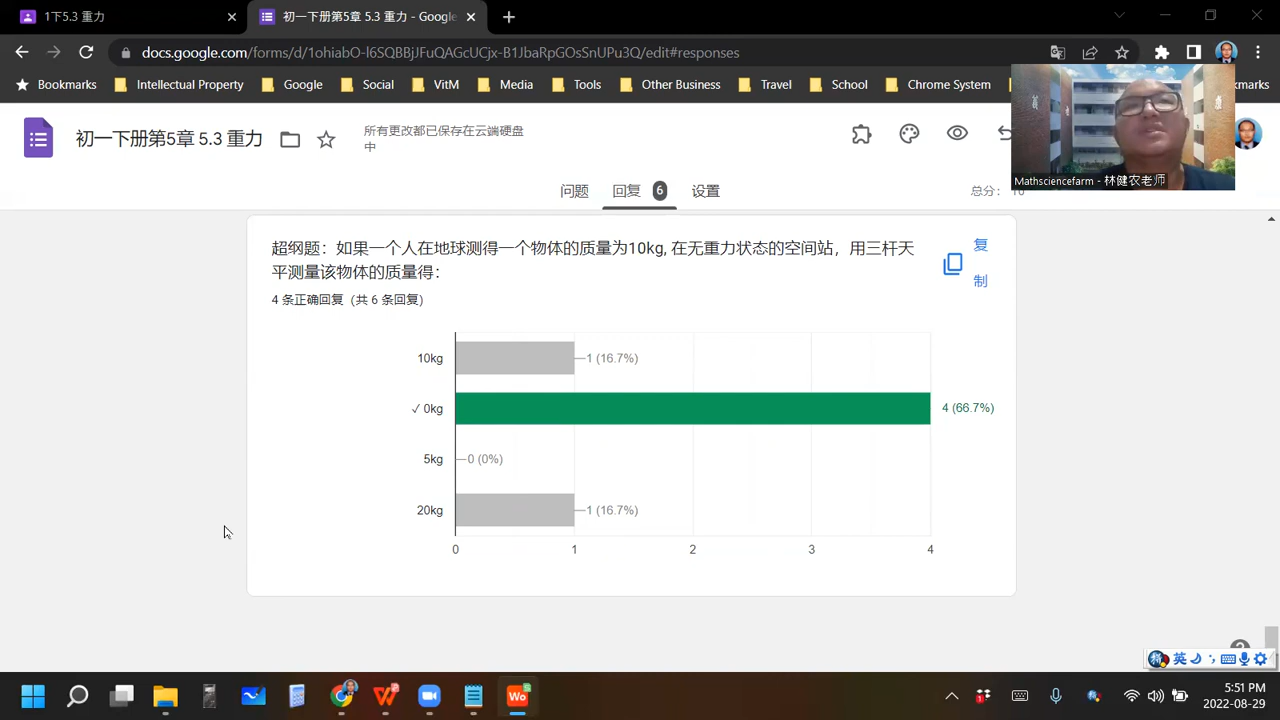 1下5.3 重力
初一下册第5章 5.3 重力 - Google
docs.google.com/forms/d/1ohiabO-l6SQBBjJFuQAGcUCjx-B1DaRpGOsSnUPu3Q/edit#responses
Bookmarks
Intellectual Property
Google
Social
VitM
Media
Tools
Other Business
Travel
School
Chrome System
kmarks
初一下册第5章 5.3 重力
所有更改都已保存在云端硬盘
中
Mathsciencefarm - 林健农老师
问题
回复 6
设置
总分：
超纲题：如果一个人在地球测得一个物体的质量为10kg, 在无重力状态的空间站，用三杆天
平测量该物体的质量得：
复
制
4 条正确回复（共 6 条回复）
10kg
1 (16.7%)
✓ 0kg
4 (66.7%)
5kg
0 (0%)
20kg
1 (16.7%)
0 1 2 3 4
英
Wo
5:51 PM
2022-08-29